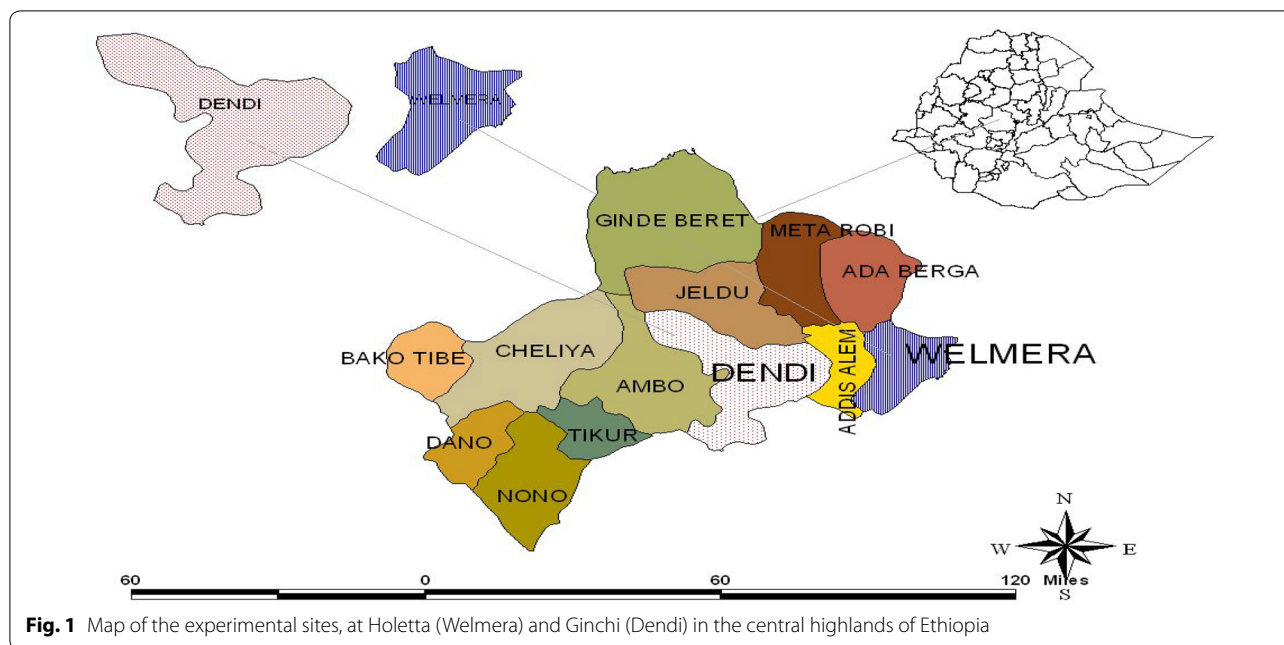 DENDI
WELMERA
GINDE BERET
META ROBI
ADA BERGA
JELDU
BAKO TIBE
CHELIYA
AMBO
DENDI
ADDIS ALEM
WELMERA
DANO
TIKUR
NONO
N
W
E
S
60
0
60
120
Miles
Fig. 1 Map of the experimental sites, at Holetta (Welmera) and Ginchi (Dendi) in the central highlands of Ethiopia